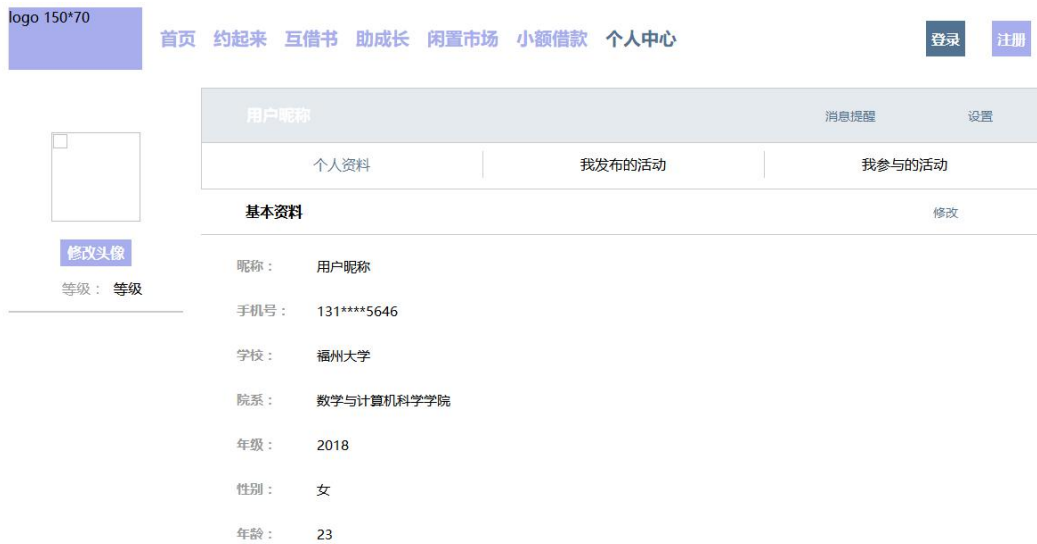 logo 150*70
首页 约起来 互借书 助成长 闲置市场 小额借款 个人中心 登录 注册
用户昵称 消息提醒 设置
个人资料 我发布的活动 我参与的活动
基本资料 修改
修改头像
等级： 等级
昵称： 用户昵称
手机号： 131****5646
学校： 福州大学
院系： 数学与计算机科学学院
年级： 2018
性别： 女
年龄： 23